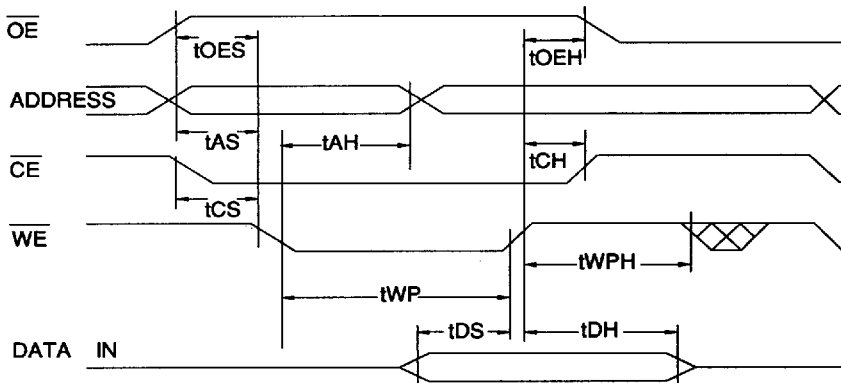 OE
tOES
tOEH
ADDRESS
tAS
tAH
tCH
CE
tCS
WE
tWPH
tWP
tDS
tDH
DATA IN